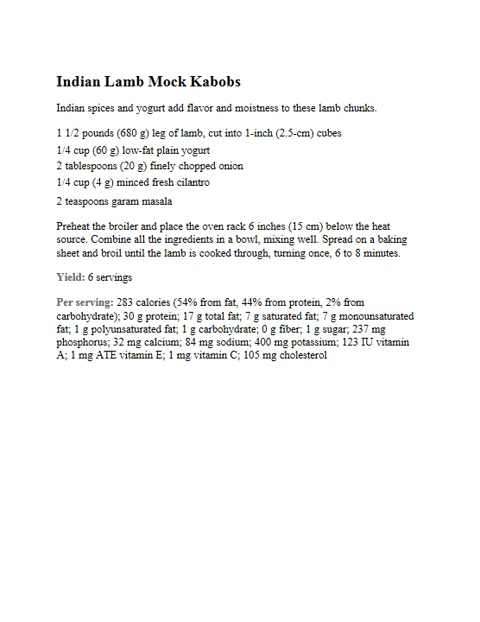 Indian Lamb Mock Kabobs
Indian spices and yogurt add flavor and moistness to these lamb chunks.
1 1/2 pounds (680 g) leg of lamb, cut into 1-inch (2.5-cm) cubes
1/4 cup (60 g) low-fat plain yogurt
2 tablespoons (20 g) finely chopped onion
1/4 cup (4 g) minced fresh cilantro
2 teaspoons garam masala
Preheat the broiler and place the oven rack 6 inches (15 cm) below the heat
source. Combine all the ingredients in a bowl, mixing well. Spread on a baking
sheet and broil until the lamb is cooked through, turning once, 6 to 8 minutes.
Yield: 6 servings
Per serving: 283 calories (54% from fat, 44% from protein, 2% from
carbohydrate); 30 g protein; 17 g total fat; 7 g saturated fat; 7 g monounsaturated
fat; 1 g polyunsaturated fat; 1 g carbohydrate; 0 g fiber; 1 g sugar; 237 mg
phosphorus; 32 mg calcium; 84 mg sodium; 400 mg potassium; 123 IU vitamin
A; 1 mg ATE vitamin E; 1 mg vitamin C; 105 mg cholesterol